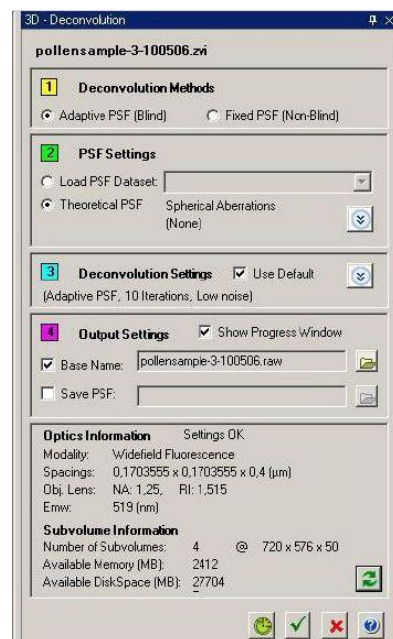 3D - Deconvolution
pollensample-3-100506.zvi
1 Deconvolution Methods
Adaptive PSF (Blind) Fixed PSF (Non-Blind)
2 PSF Settings
Load PSF Dataset:
Theoretical PSF Spherical Aberrations
(None)
3 Deconvolution Settings Use Default
(Adaptive PSF, 10 Iterations, Low noise)
4 Output Settings Show Progress Window
Base Name: pollensample-3-100506.raw
Save PSF:
Optics Information Settings OK
Modality: Widefield Fluorescence
Spacings: 0,1703555 x 0,1703555 x 0,4 (µm)
Obj. Lens: NA: 1,25, RI: 1,515
Emw: 519 (nm)
Subvolume Information
Number of Subvolumes: 4 @ 720 x 576 x 50
Available Memory (MB): 2412
Available DiskSpace (MB): 27704